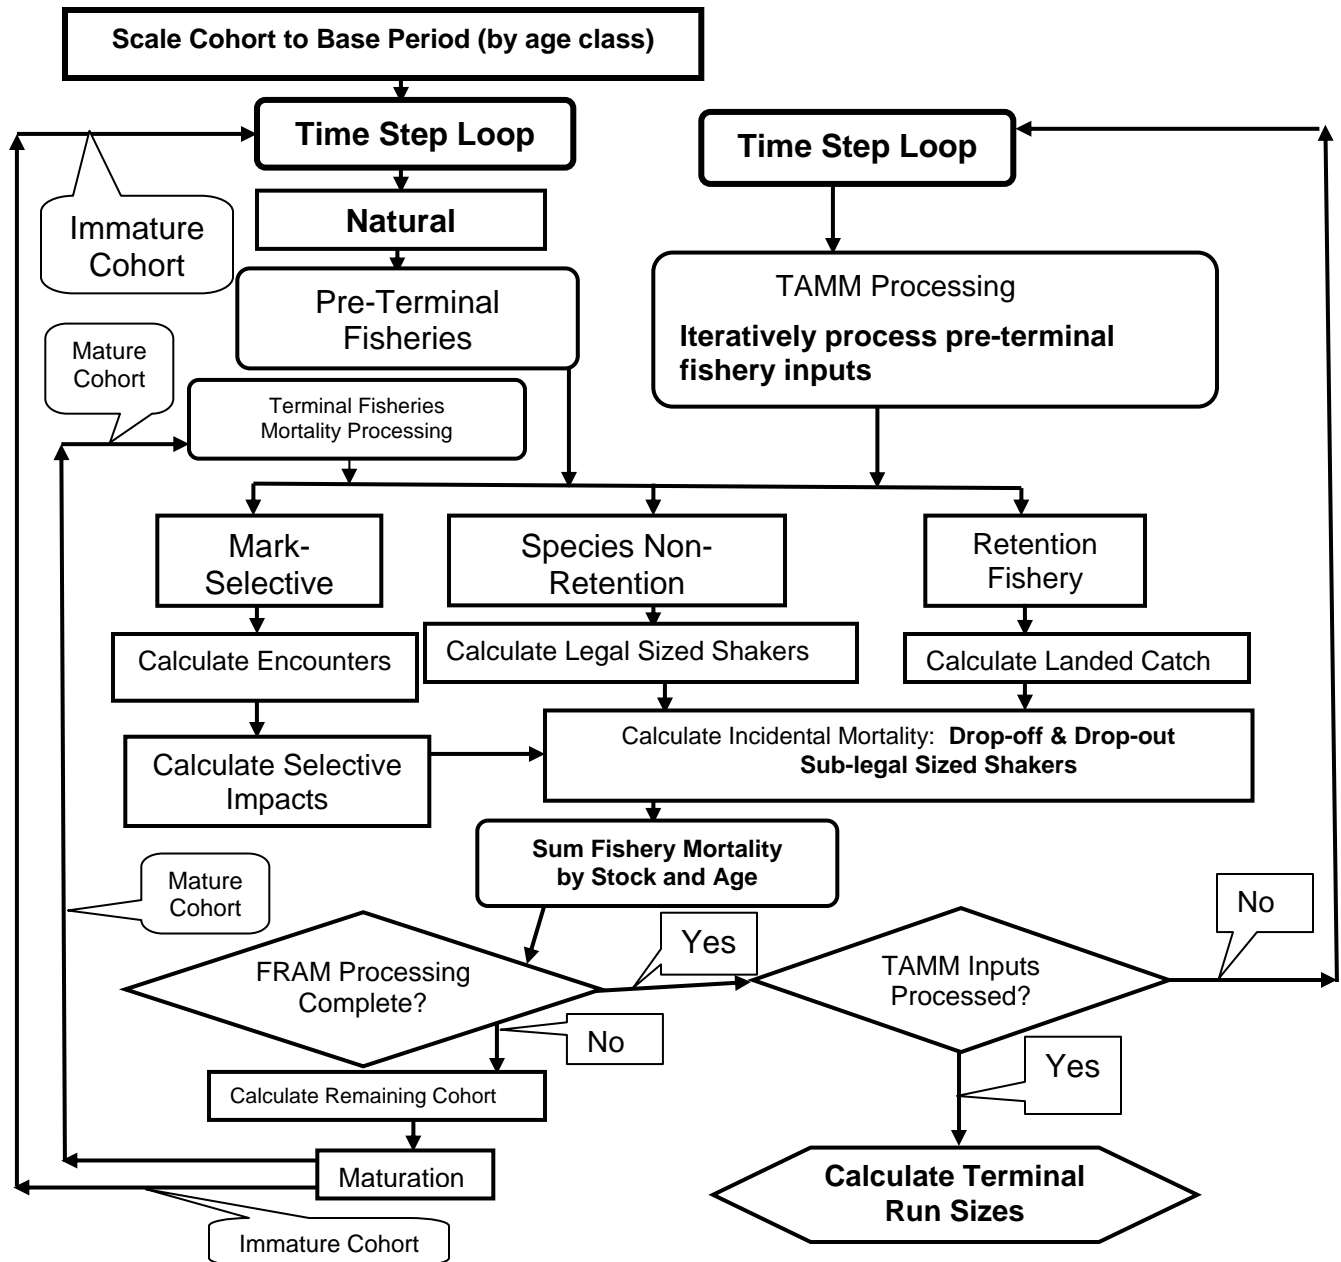 Scale Cohort to Base Period (by age class)
Time Step Loop
Time Step Loop
Natural
Immature
Cohort
Pre-Terminal
Fisheries
TAMM Processing
Iteratively process pre-terminal
fishery inputs
Mature
Cohort
Terminal Fisheries
Mortality Processing
Mark-
Selective
Species Non-
Retention
Retention
Fishery
Calculate Encounters
Calculate Legal Sized Shakers
Calculate Landed Catch
Calculate Selective
Impacts
Calculate Incidental Mortality: Drop-off & Drop-out
Sub-legal Sized Shakers
Sum Fishery Mortality
by Stock and Age
Mature
Cohort
FRAM Processing
Complete?
Yes
TAMM Inputs
Processed?
No
No
Yes
Calculate Remaining Cohort
Maturation
Calculate Terminal
Run Sizes
Immature Cohort